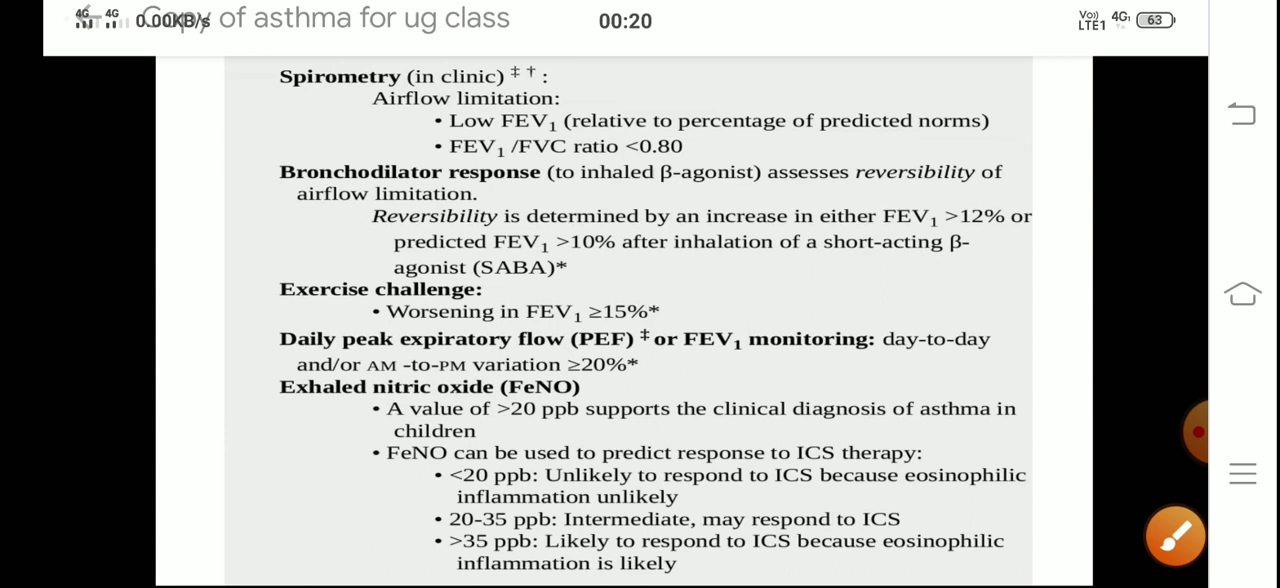 4G 4G 0.00KB/s Copy of asthma for ug class 00:20 Vo)) LTE1 4G 63
Spirometry (in clinic) ‡ † :
Airflow limitation:
• Low FEV₁ (relative to percentage of predicted norms)
• FEV₁ /FVC ratio <0.80
Bronchodilator response (to inhaled β-agonist) assesses reversibility of
airflow limitation.
Reversibility is determined by an increase in either FEV₁ >12% or
predicted FEV₁ >10% after inhalation of a short-acting β-
agonist (SABA)*
Exercise challenge:
• Worsening in FEV₁ ≥15%*
Daily peak expiratory flow (PEF) ‡ or FEV₁ monitoring: day-to-day
and/or AM -to-PM variation ≥20%*
Exhaled nitric oxide (FeNO)
• A value of >20 ppb supports the clinical diagnosis of asthma in
children
• FeNO can be used to predict response to ICS therapy:
• <20 ppb: Unlikely to respond to ICS because eosinophilic
inflammation unlikely
• 20-35 ppb: Intermediate, may respond to ICS
• >35 ppb: Likely to respond to ICS because eosinophilic
inflammation is likely